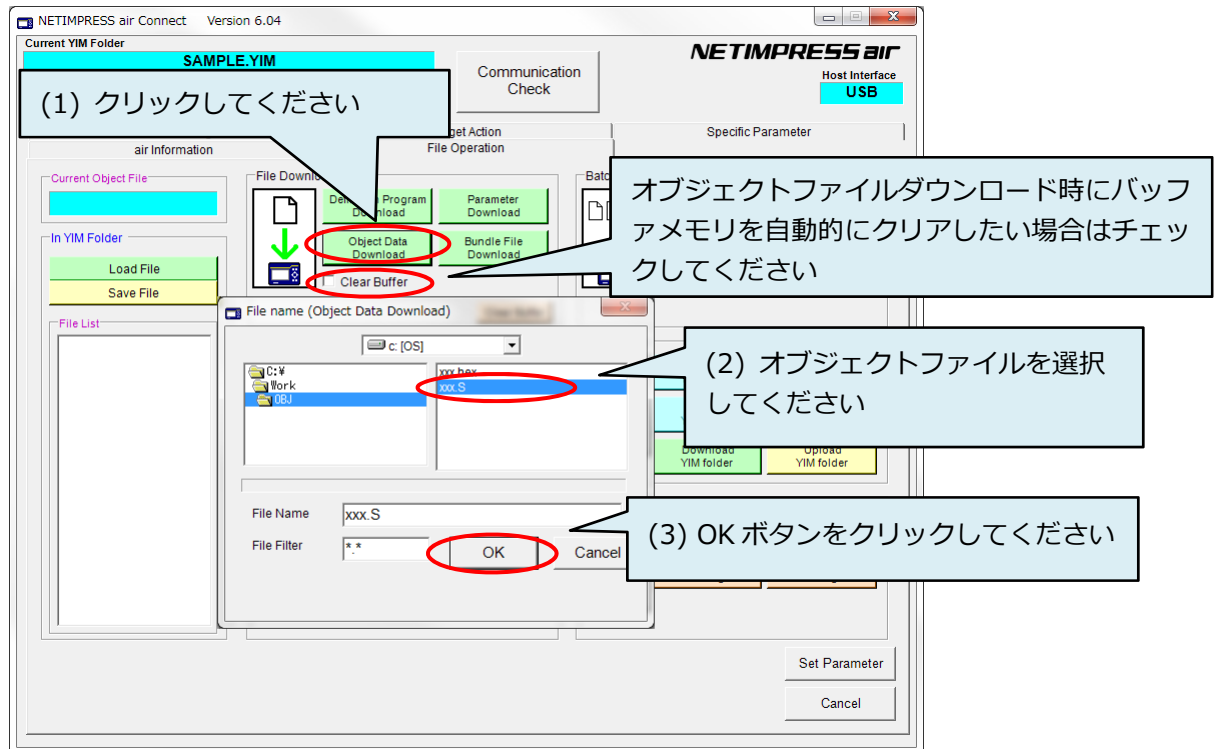 NETIMPRESS air Connect Version 6.04
Current YIM Folder
SAMPLE.YIM
Communication
Check
NETIMPRESS air
Host Interface
USB
(1) クリックしてください
get Action
Specific Parameter
air Information
File Operation
Current Object File
In YIM Folder
Load File
Save File
File List
File Downlo
Program
Download
Parameter
Download
Object Data
Download
Bundle File
Download
Clear Buffer
Batc
オブジェクトファイルダウンロード時にバッフ
ァメモリを自動的にクリアしたい場合はチェッ
クしてください
File name (Object Data Download)
c: [OS]
C:¥
Work
OBJ
xxx.hex
xxx.S
(2) オブジェクトファイルを選択
してください
Download
YIM folder
Upload
YIM folder
File Name
xxx.S
File Filter
*.*
OK
Cancel
(3) OK ボタンをクリックしてください
Set Parameter
Cancel